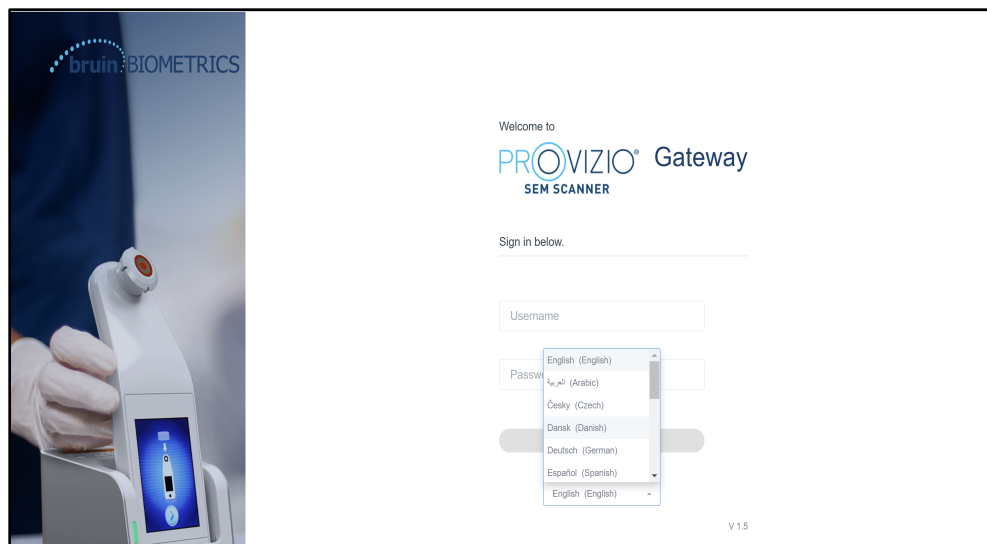 bruin BIOMETRICS
Welcome to
PROVIZIO® Gateway
SEM SCANNER
Sign in below.
Username
Passw
English (English)
العربية (Arabic)
Česky (Czech)
Dansk (Danish)
Deutsch (German)
Español (Spanish)
English (English)
V 1.5